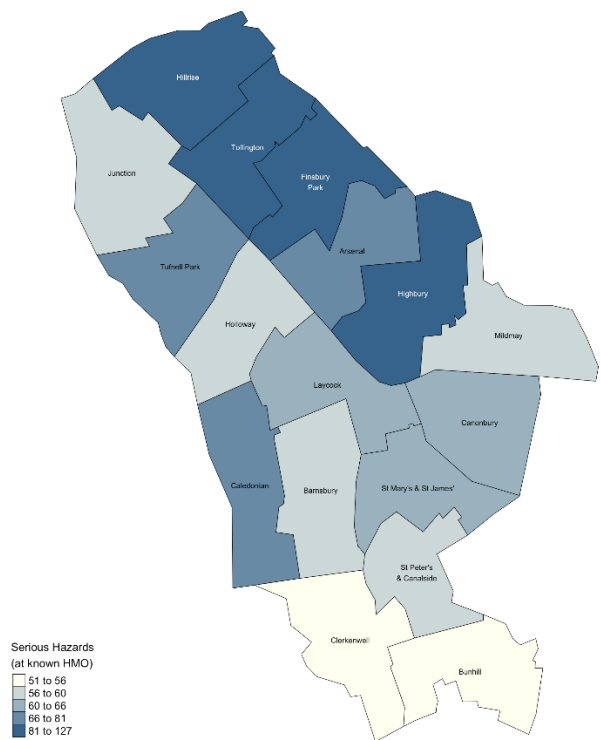 Hillrise
Tollington
Finsbury
Park
Junction
Arsenal
Tufnell Park
Highbury
Holloway
Mildmay
Laycock
Canonbury
Caledonian
Barnsbury
St Mary's & St James'
St Peter's
& Canalside
Clerkenwell
Bunhill
Serious Hazards
(at known HMO)
51 to 56
56 to 60
60 to 66
66 to 81
81 to 127